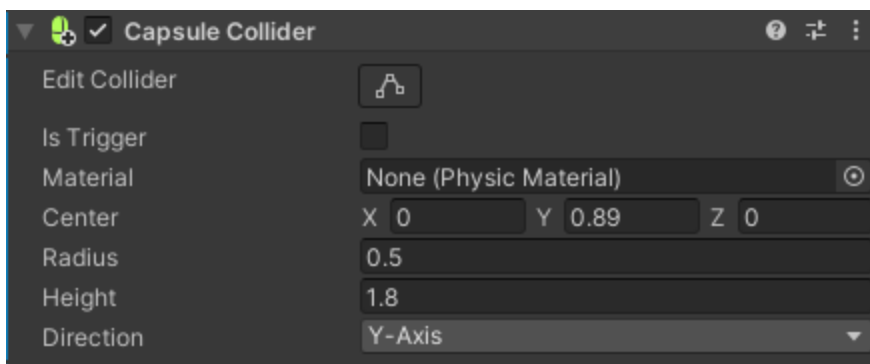 Capsule Collider
Edit Collider
Is Trigger
Material None (Physic Material)
Center X 0 Y 0.89 Z 0
Radius 0.5
Height 1.8
Direction Y-Axis